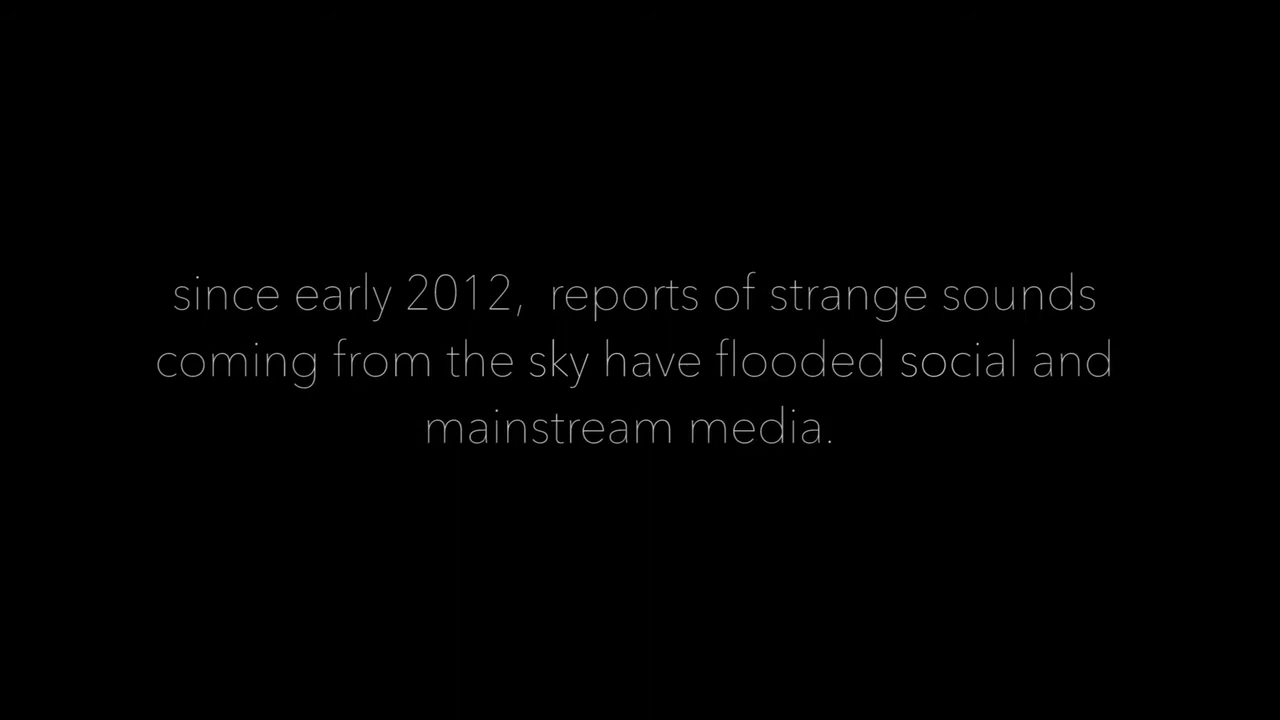 since early 2012,  reports of strange sounds
coming from the sky have flooded social and
mainstream media.